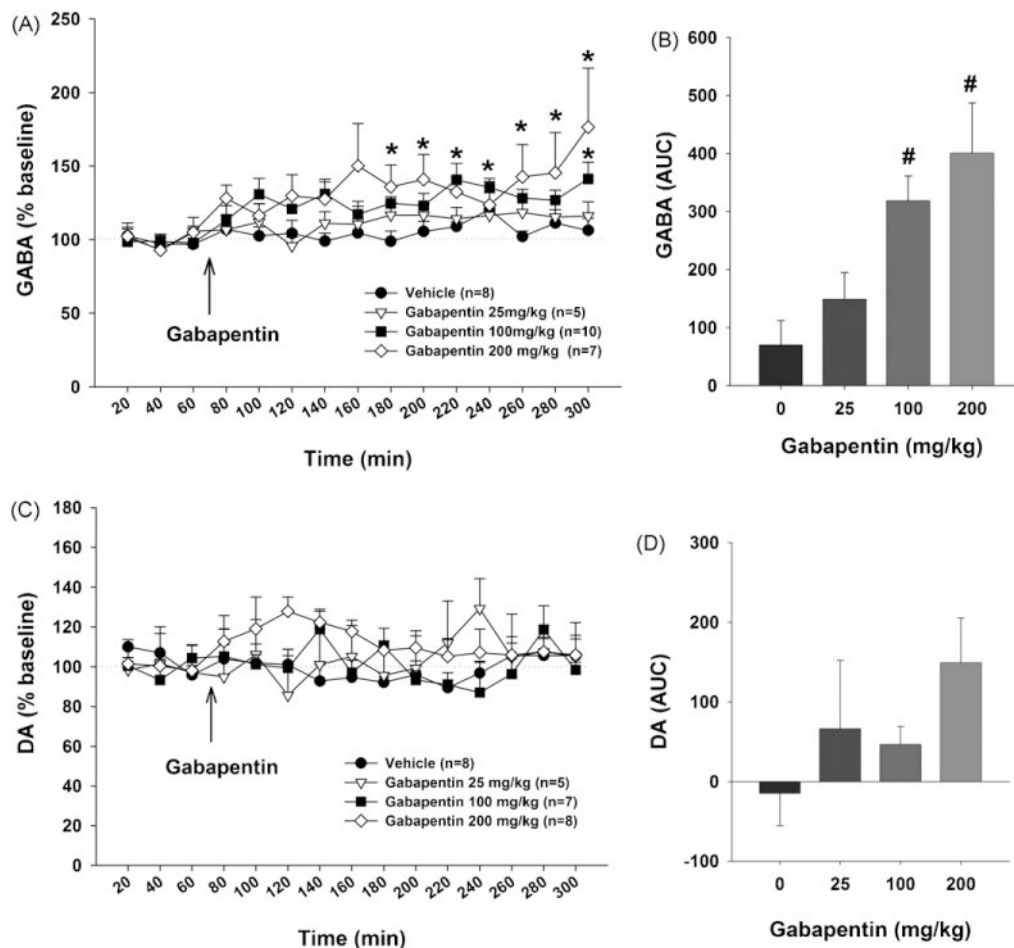 (A)
GABA (% baseline)
250
200
150
100
50
0
* * * * * * *
*
Gabapentin
Vehicle (n=8)
Gabapentin 25mg/kg (n=5)
Gabapentin 100mg/kg (n=10)
Gabapentin 200 mg/kg (n=7)
20 40 60 80 100 120 140 160 180 200 220 240 260 280 300
Time (min)
(B)
GABA (AUC)
600
500
400
300
200
100
0
# #
0 25 100 200
Gabapentin (mg/kg)
(C)
DA (% baseline)
180
160
140
120
100
80
60
40
20
0
Gabapentin
Vehicle (n=8)
Gabapentin 25 mg/kg (n=5)
Gabapentin 100 mg/kg (n=7)
Gabapentin 200 mg/kg (n=8)
20 40 60 80 100 120 140 160 180 200 220 240 260 280 300
Time (min)
(D)
DA (AUC)
300
200
100
0
-100
0 25 100 200
Gabapentin (mg/kg)